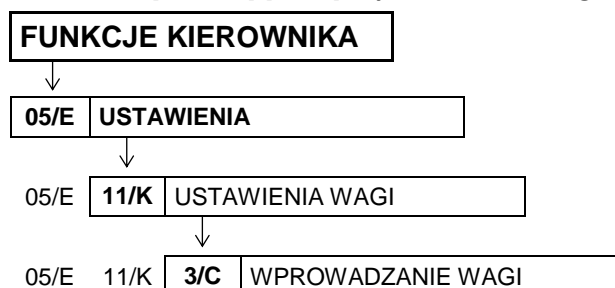 FUNKCJE KIEROWNIKA
05/E USTAWIENIA
05/E 11/K USTAWIENIA WAGI
05/E 11/K 3/C WPROWADZANIE WAGI